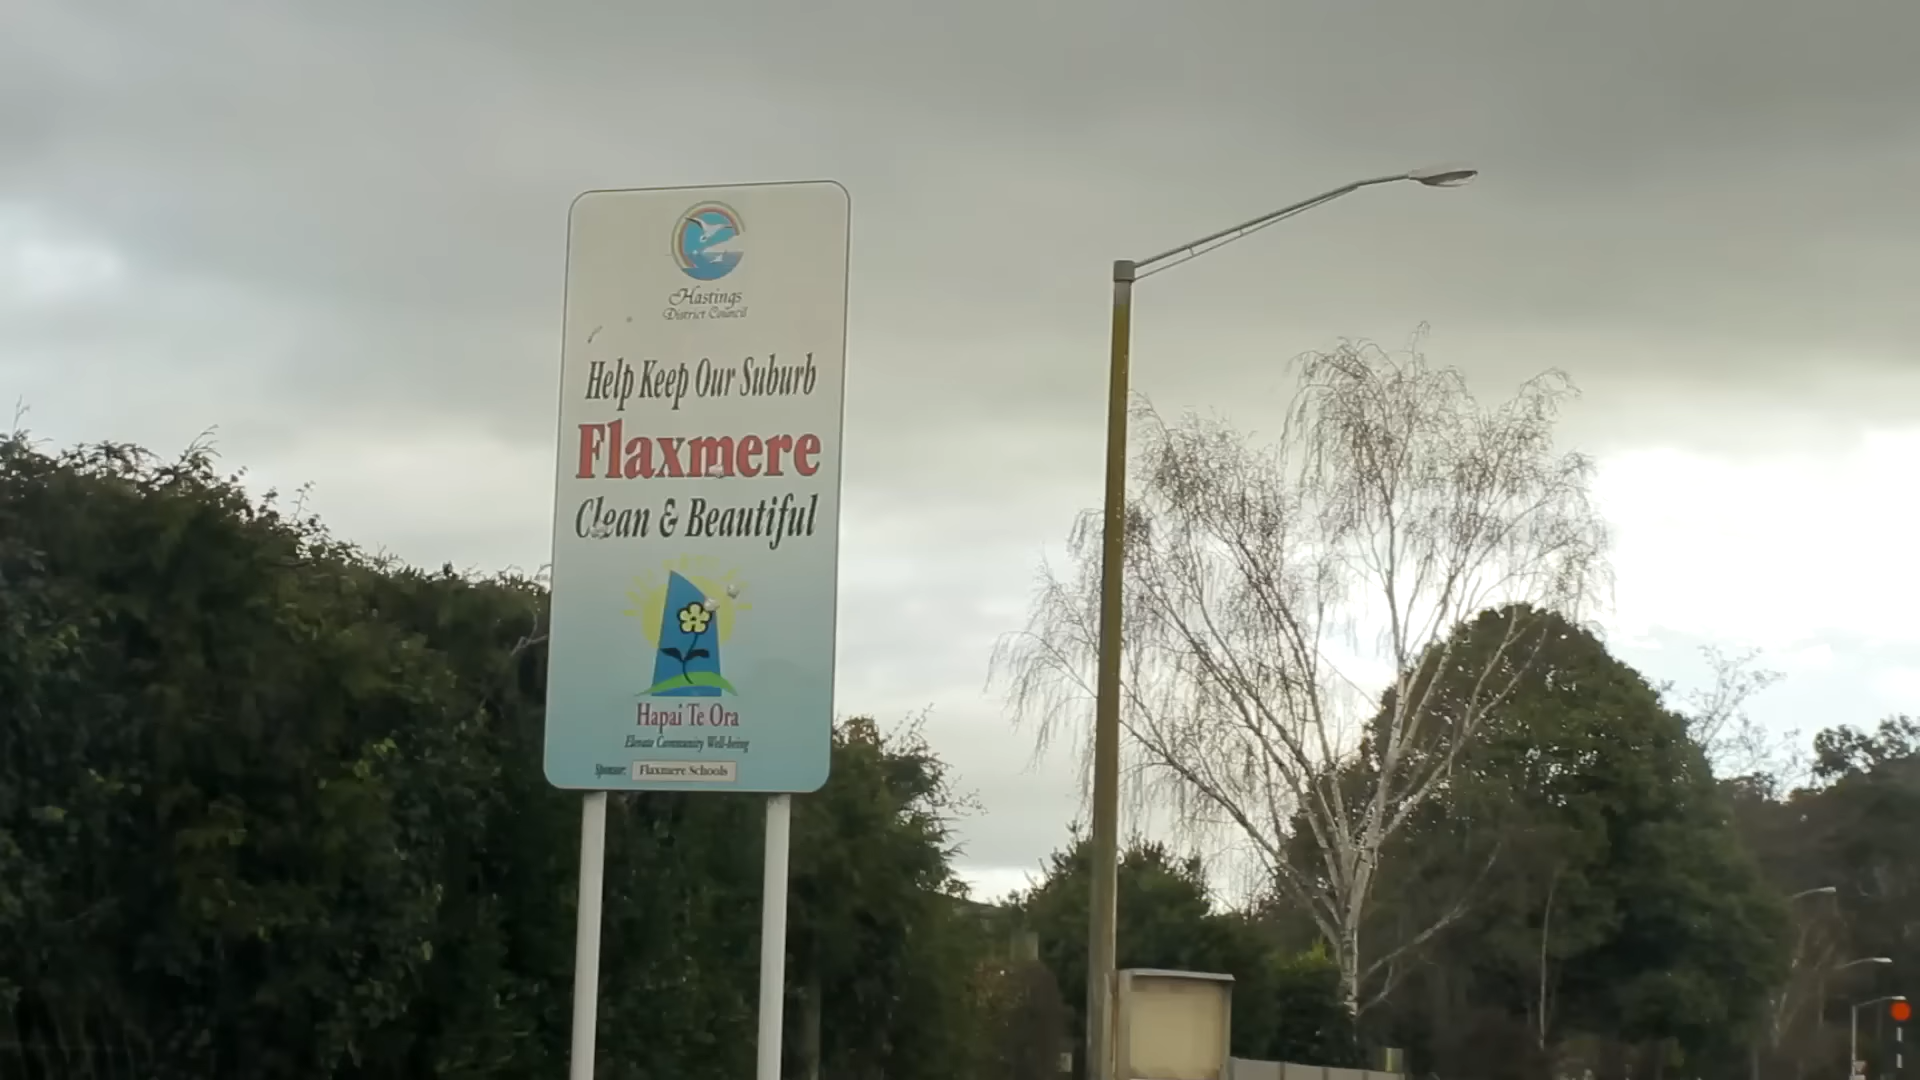 Hastings
District Council
Help Keep Our Suburb
Flaxmere
Clean & Beautiful
Hapai Te Ora
Elevate Community Well-being
Sponsor: Flaxmere Schools